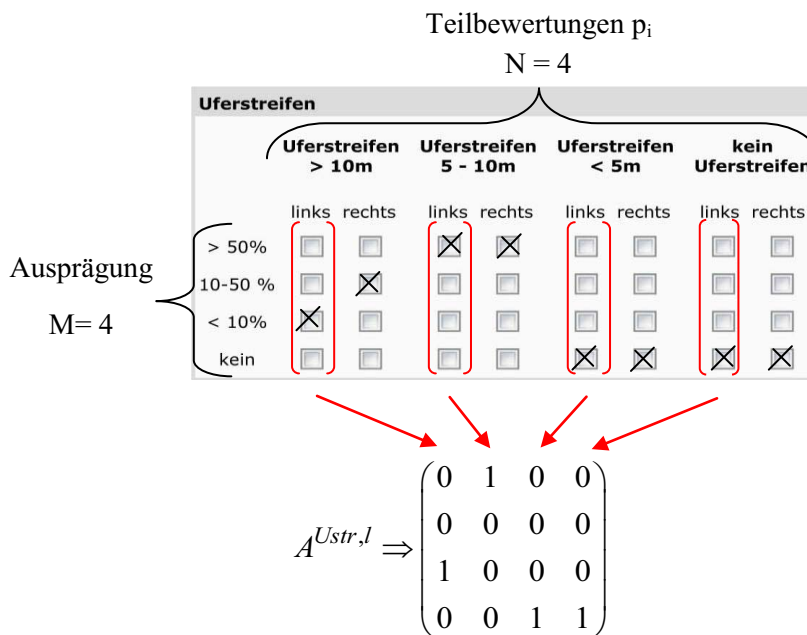 Teilbewertungen pᵢ
N = 4
Uferstreifen
Uferstreifen > 10m
Uferstreifen 5 - 10m
Uferstreifen < 5m
kein Uferstreifen
links rechts links rechts links rechts links rechts
Ausprägung
M= 4
> 50%
10-50 %
< 10%
kein
A^{Ustr,l} ⇒
0 1 0 0
0 0 0 0
1 0 0 0
0 0 1 1